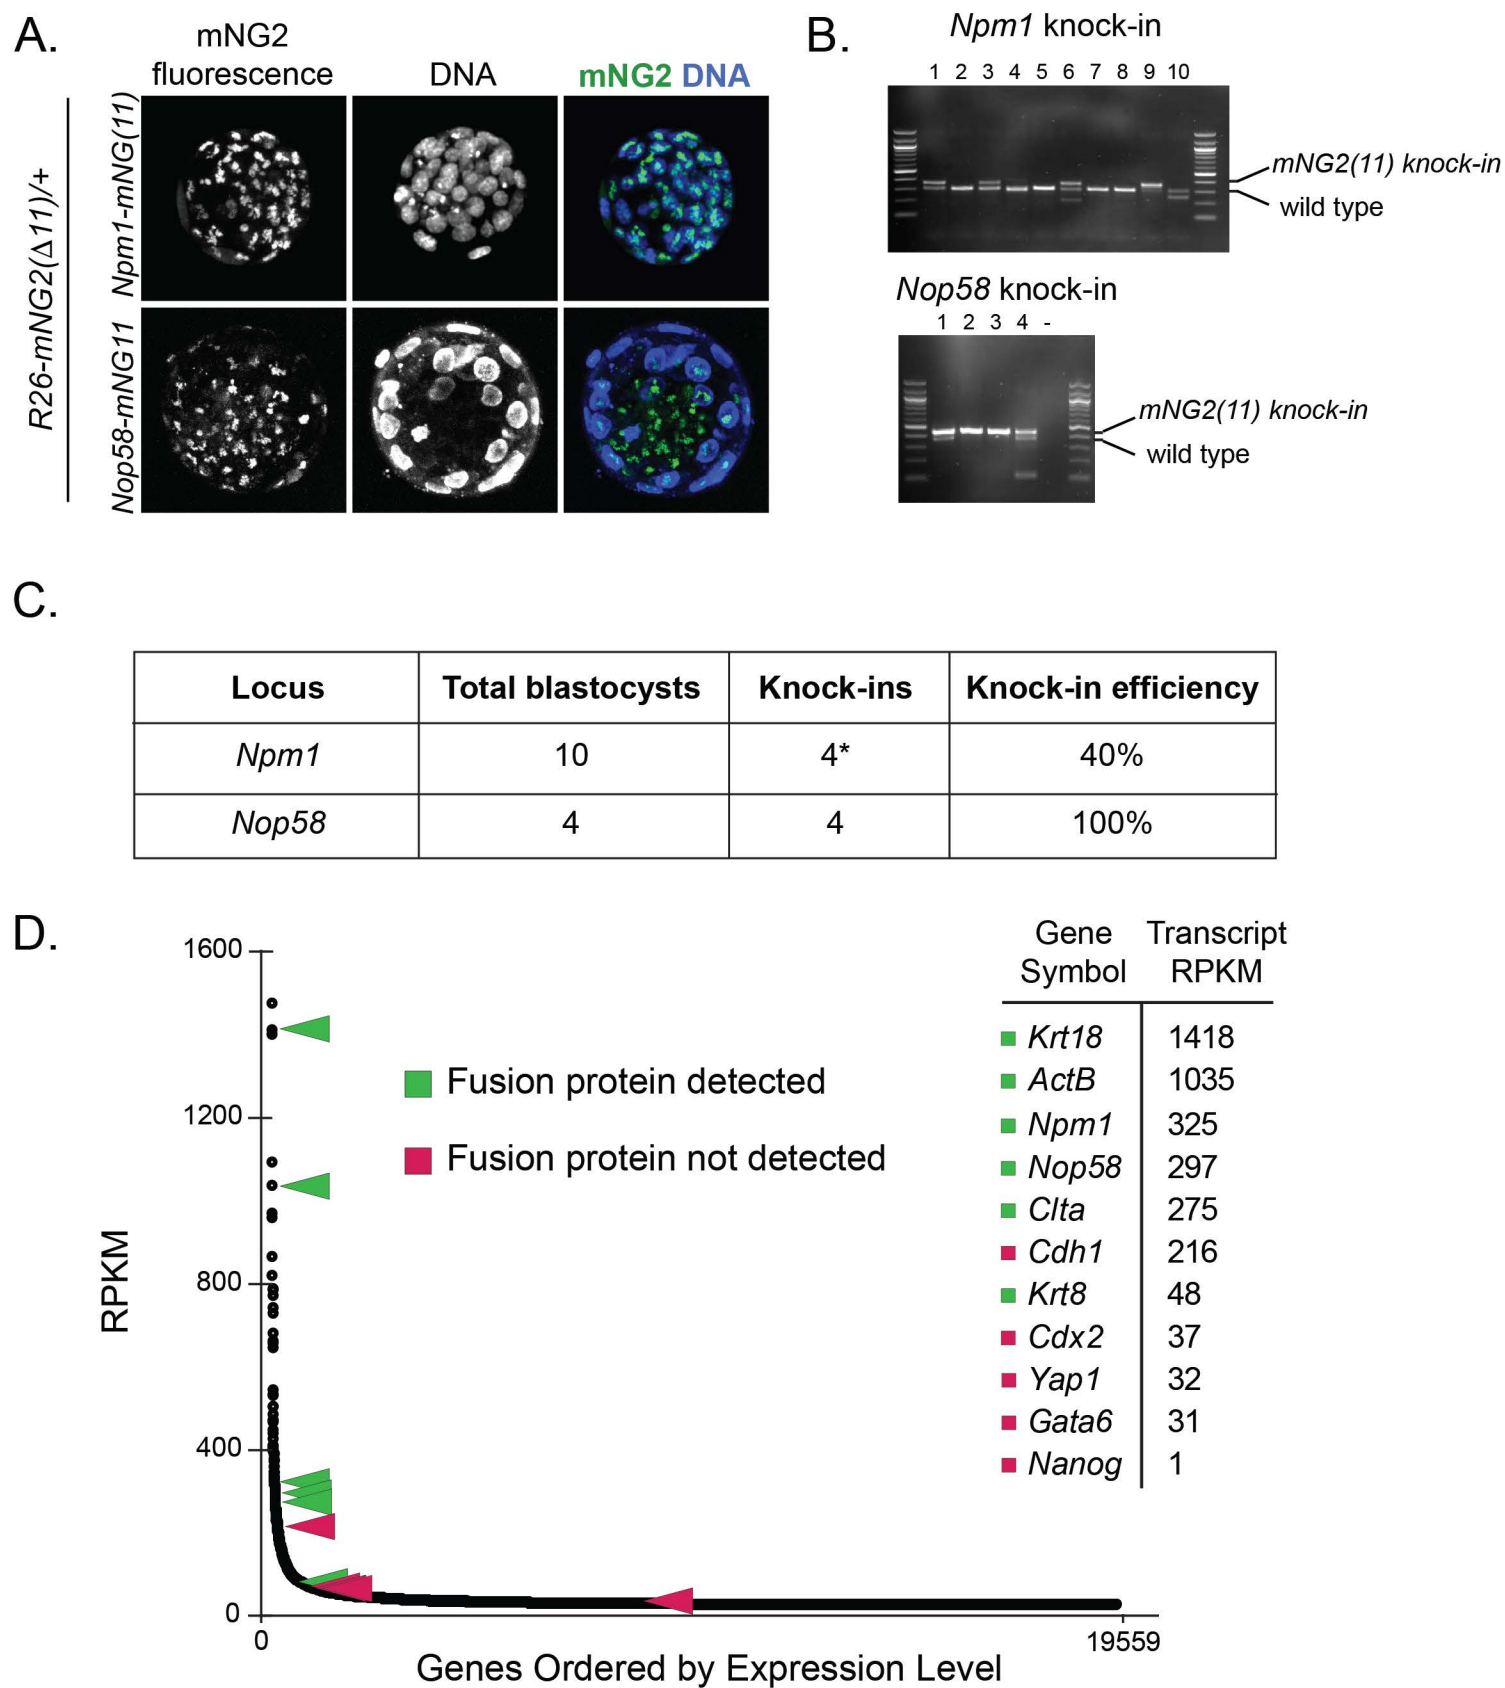 A.
mNG2
fluorescence
DNA
mNG2 DNA
R26-mNG2(Δ11)/+
Npm1-mNG(11)
Nop58-mNG11
B.
Npm1 knock-in
1 2 3 4 5 6 7 8 9 10
mNG2(11) knock-in
wild type
Nop58 knock-in
1 2 3 4 -
mNG2(11) knock-in
wild type
C.
Locus Total blastocysts Knock-ins Knock-in efficiency
Npm1 10 4* 40%
Nop58 4 4 100%
D.
RPKM
1600
1200
800
400
0
0 19559
Genes Ordered by Expression Level
Fusion protein detected
Fusion protein not detected
Gene Transcript
Symbol RPKM
Krt18 1418
ActB 1035
Npm1 325
Nop58 297
Clta 275
Cdh1 216
Krt8 48
Cdx2 37
Yap1 32
Gata6 31
Nanog 1